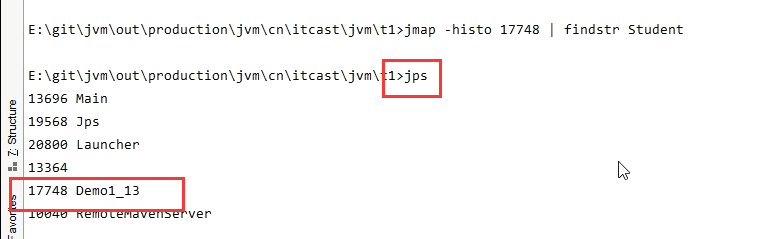 E:\git\jvm\out\production\jvm\cn\itcast\jvm\t1>jmap -histo 17748 | findstr Student
E:\git\jvm\out\production\jvm\cn\itcast\jvm\t1>jps
13696 Main
19568 Jps
20800 Launcher
13364
17748 Demo1_13
10040 RemoteMavenServer
7: Structure
Favorites